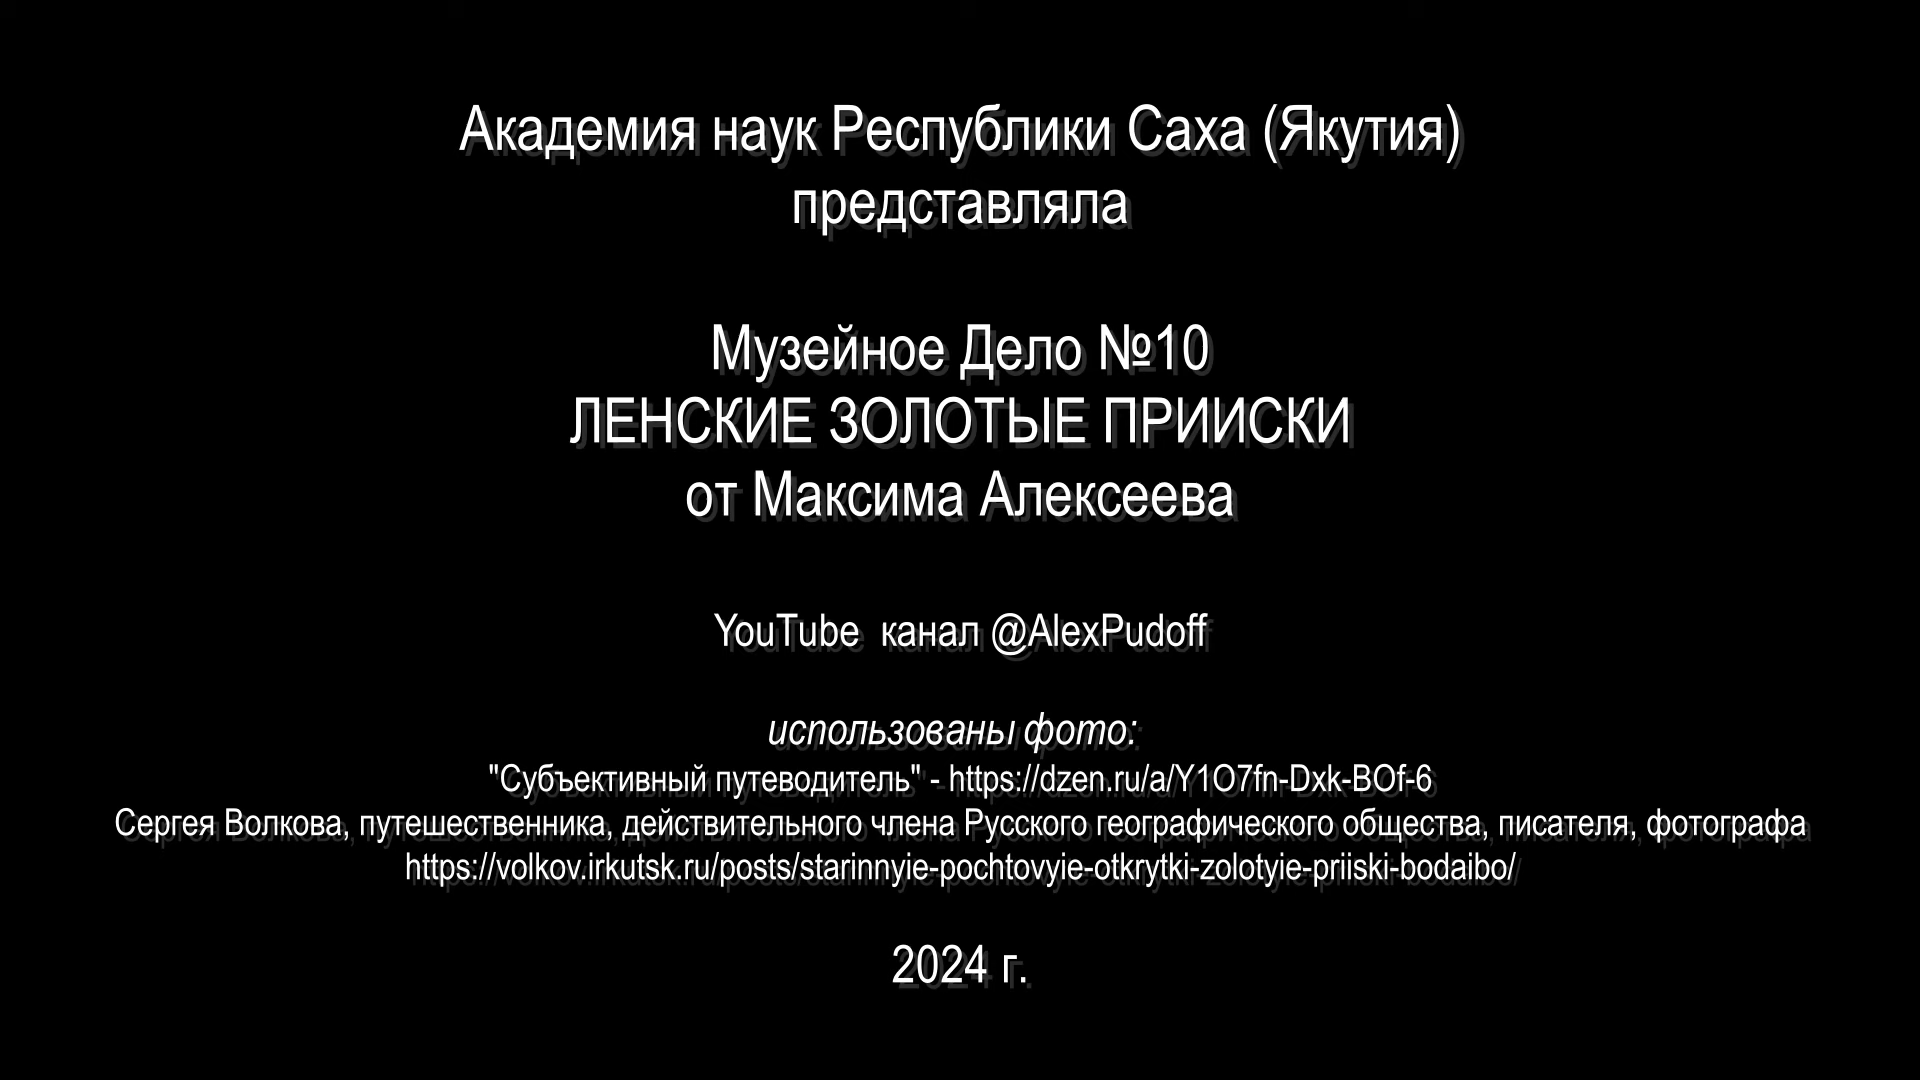 Академия наук Республики Саха (Якутия)
представляла
Музейное Дело №10
ЛЕНСКИЕ ЗОЛОТЫЕ ПРИИСКИ
от Максима Алексеева
YouTube  канал @AlexPudoff
использованы фото:
"Субъективный путеводитель" - https://dzen.ru/a/Y1O7fn-Dxk-BOf-6
Сергея Волкова, путешественника, действительного члена Русского географического общества, писателя, фотографа
https://volkov.irkutsk.ru/posts/starinnyie-pochtovyie-otkrytki-zolotyie-priiski-bodaibo/
2024 г.